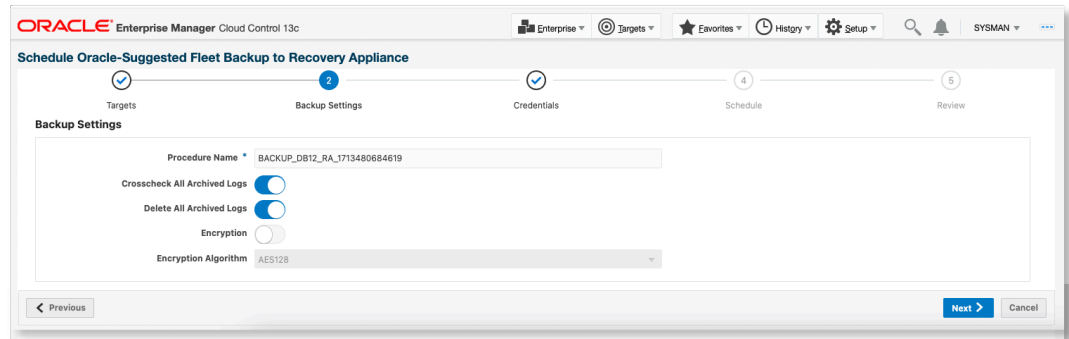 ORACLE Enterprise Manager Cloud Control 13c Enterprise Targets Favorites History Setup SYSMAN
Schedule Oracle-Suggested Fleet Backup to Recovery Appliance
2 4 5
Targets Backup Settings Credentials Schedule Review
Backup Settings
Procedure Name * BACKUP_DB12_RA_1713480684619
Crosscheck All Archived Logs
Delete All Archived Logs
Encryption
Encryption Algorithm AES128
Previous Next Cancel